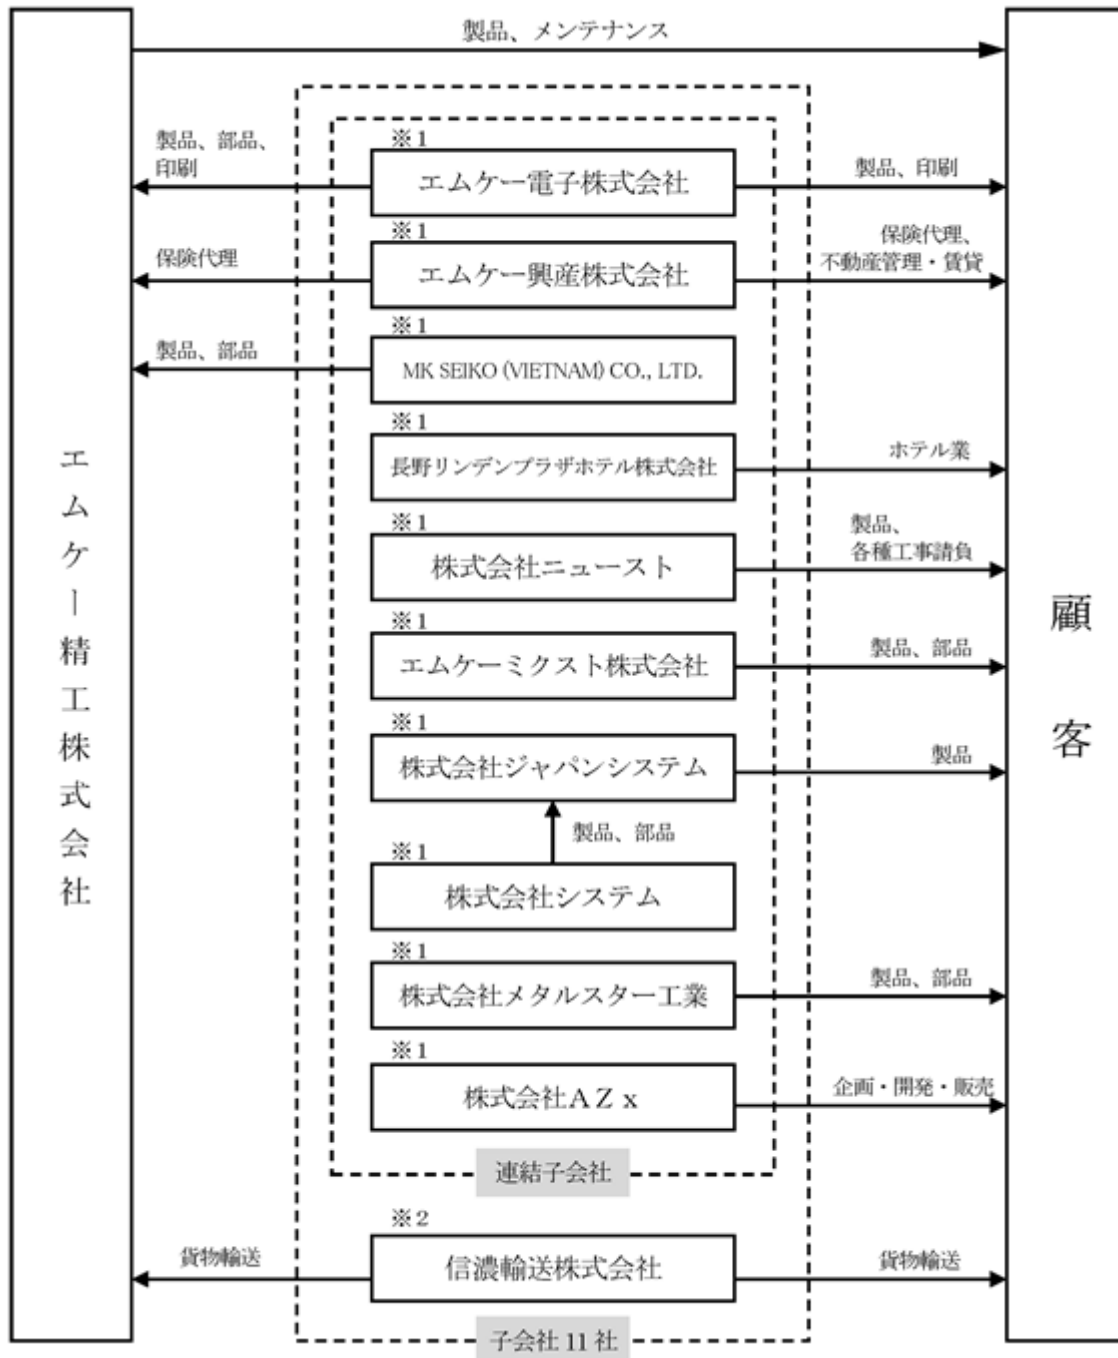 製品、メンテナンス
※1
製品、部品、
印刷
エムケー電子株式会社
製品、印刷
※1
保険代理
エムケー興産株式会社
保険代理、
不動産管理・賃貸
※1
製品、部品
MK SEIKO (VIETNAM) CO., LTD.
※1
長野リンデンプラザホテル株式会社
ホテル業
※1
株式会社ニュースト
製品、
各種工事請負
※1
エムケーミクスト株式会社
製品、部品
※1
株式会社ジャパンシステム
製品
製品、部品
※1
株式会社システム
※1
株式会社メタルスター工業
製品、部品
※1
株式会社AZx
企画・開発・販売
連結子会社
※2
貨物輸送
信濃輸送株式会社
貨物輸送
子会社11社
エムケー精工株式会社
顧客